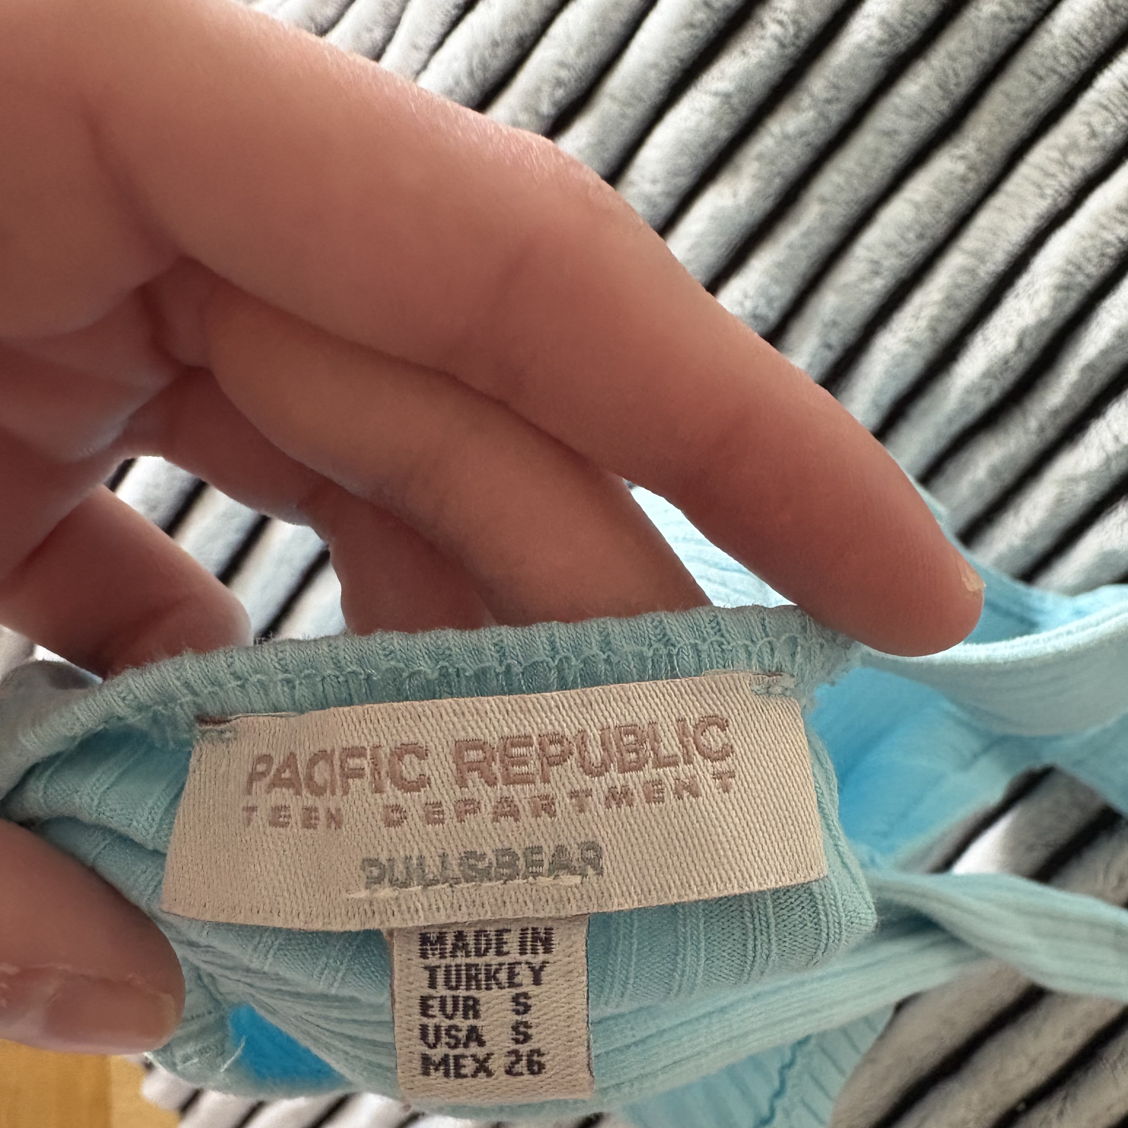 PACIFIC REPUBLIC
TEEN DEPARTMENT
PULL&BEAR
MADE IN
TURKEY
EUR S
USA S
MEX 26